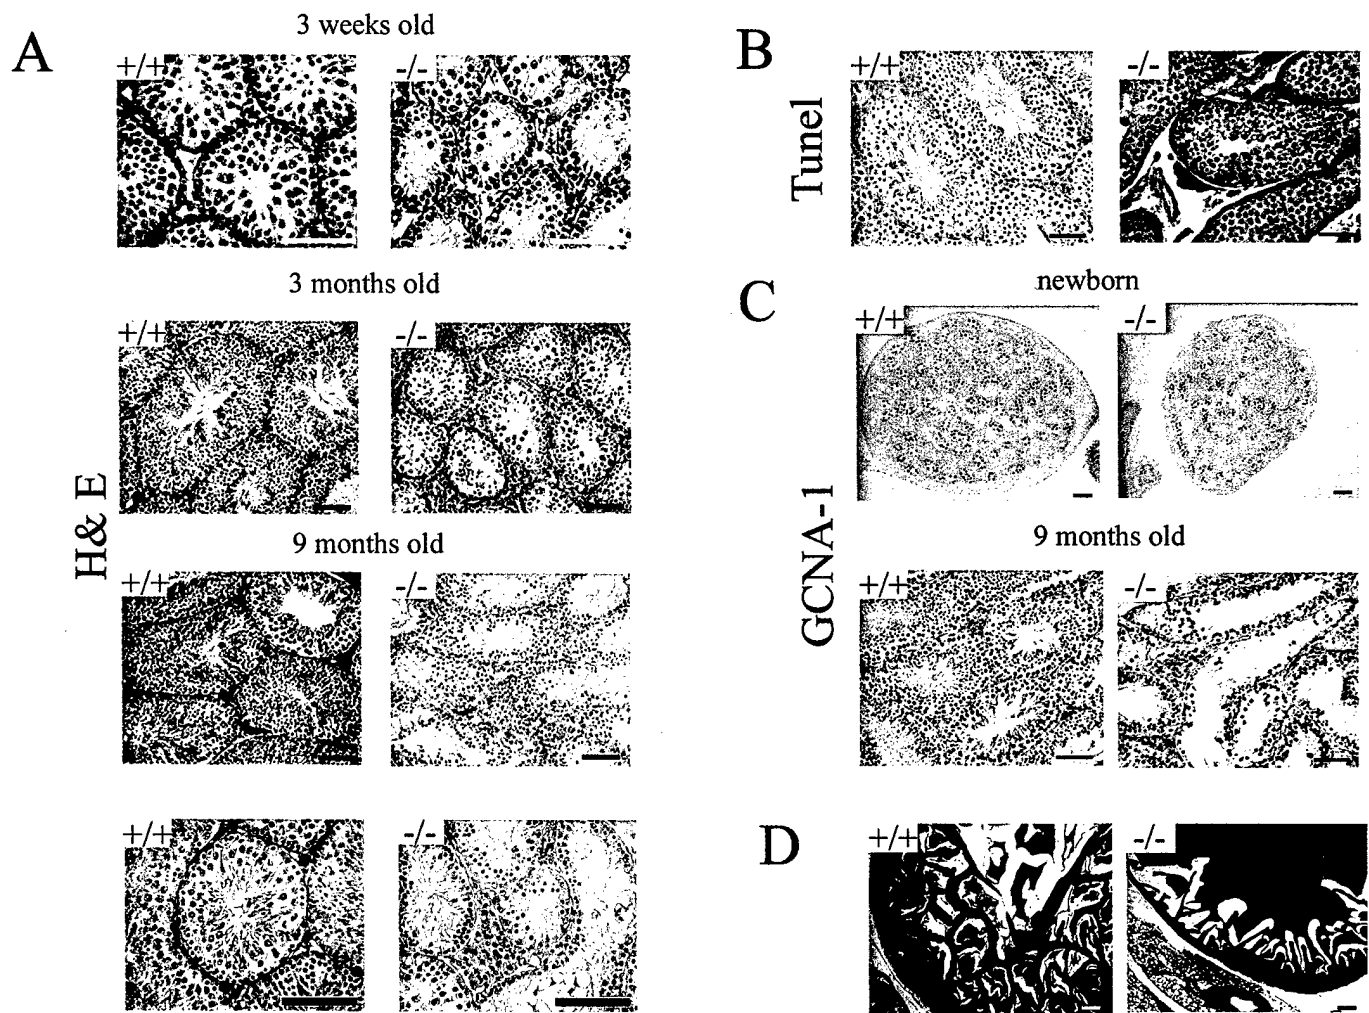 A
3 weeks old
+/+
-/-
3 months old
+/+
-/-
H& E
9 months old
+/+
-/-
+/+
-/-
B
Tunel
+/+
-/-
C
newborn
+/+
-/-
GCNA-1
9 months old
+/+
-/-
D
+/+
-/-